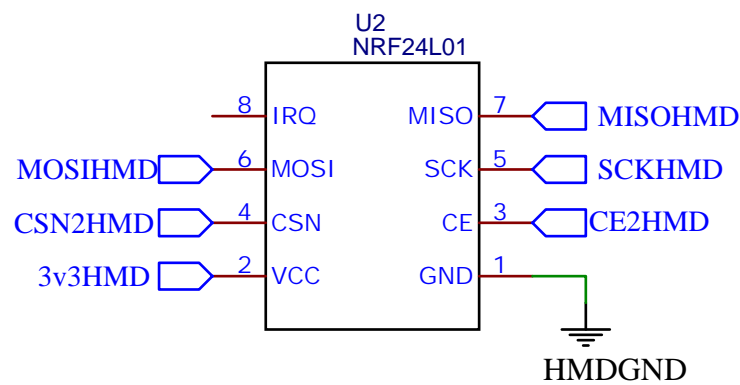 U2
NRF24L01
8 IRQ MISO 7 MISOHMD
MOSIHMD 6 MOSI SCK 5 SCKHMD
CSN2HMD 4 CSN CE 3 CE2HMD
3v3HMD 2 VCC GND 1
HMDGND